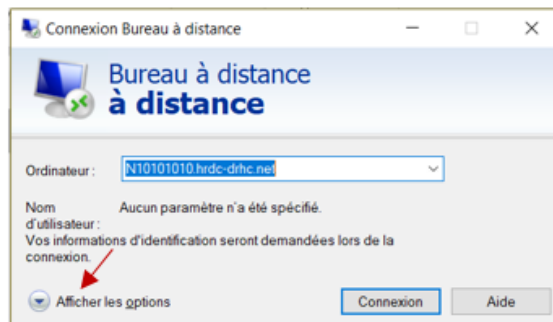 Connexion Bureau à distance
Bureau à distance
à distance
Ordinateur :
N10101010.hrdc-drhc.net
Nom
d'utilisateur :
Aucun paramètre n'a été spécifié.
Vos informations d'identification seront demandées lors de la
connexion.
Afficher les options
Connexion
Aide